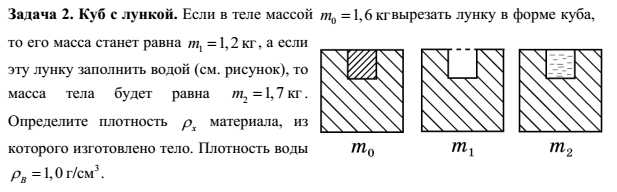 Задача 2. Куб с лункой. Если в теле массой m₀ = 1,6 кг вырезать лунку в форме куба,
то его масса станет равна m₁ = 1,2 кг, а если
эту лунку заполнить водой (см. рисунок), то
масса тела будет равна m₂ = 1,7 кг.
Определите плотность ρₓ материала, из
которого изготовлено тело. Плотность воды
ρ_В = 1,0 г/см³.
m₀ m₁ m₂